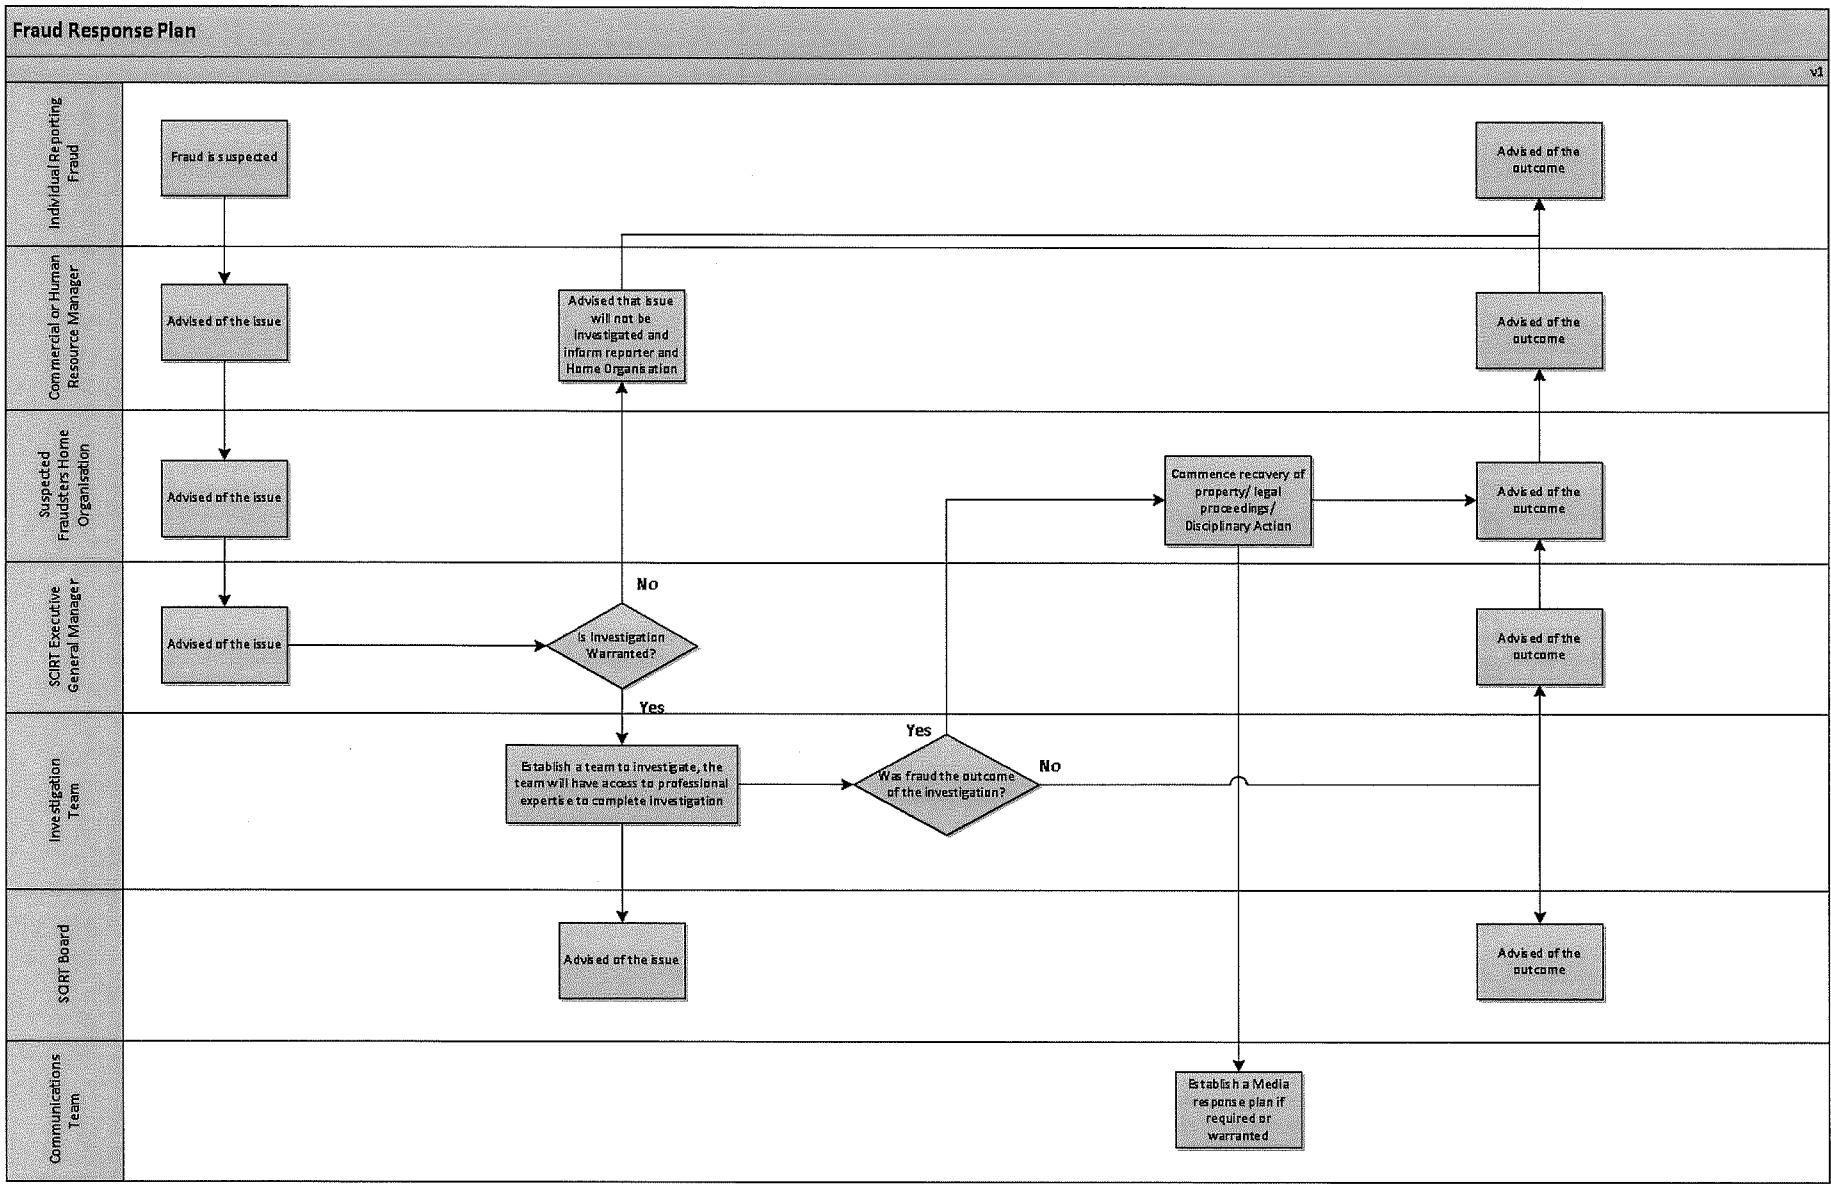 Fraud Response Plan
v1
Individual Reporting
Fraud
Fraud is suspected
Advised of the
outcome
Commercial or Human
Resource Manager
Advised of the issue
Advised that issue
will not be
investigated and
inform reporter and
Home Organisation
Advised of the
outcome
Suspected
Fraudsters Home
Organisation
Advised of the issue
Commence recovery of
property/ legal
proceedings/
Disciplinary Action
Advised of the
outcome
SCIRT Executive
General Manager
Advised of the issue
No
Is Investigation
Warranted?
Yes
Advised of the
outcome
Investigation
Team
Establish a team to investigate, the
team will have access to professional
expertise to complete investigation
Yes
Was fraud the outcome
of the investigation?
No
SCIRT Board
Advised of the issue
Advised of the
outcome
Communications
Team
Establish a Media
response plan if
required or
warranted